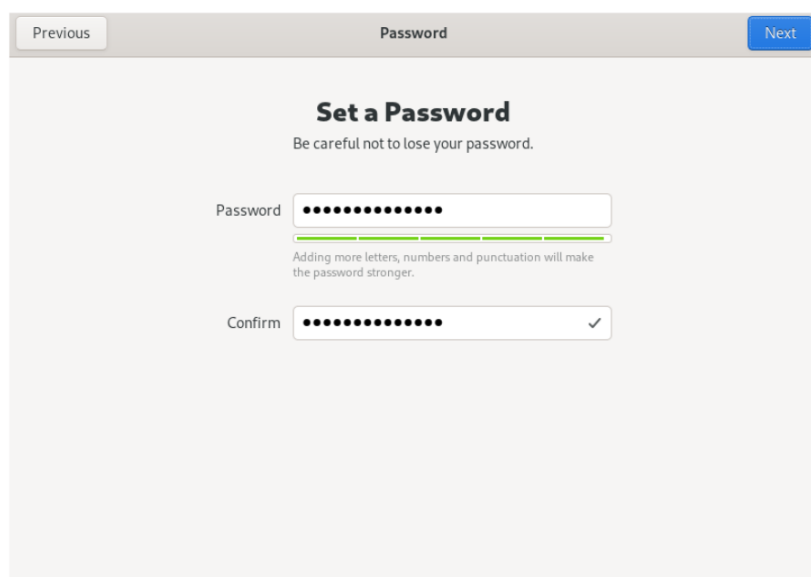 Previous
Password
Next
Set a Password
Be careful not to lose your password.
Password
●●●●●●●●●●●●●●
Adding more letters, numbers and punctuation will make
the password stronger.
Confirm
●●●●●●●●●●●●●●